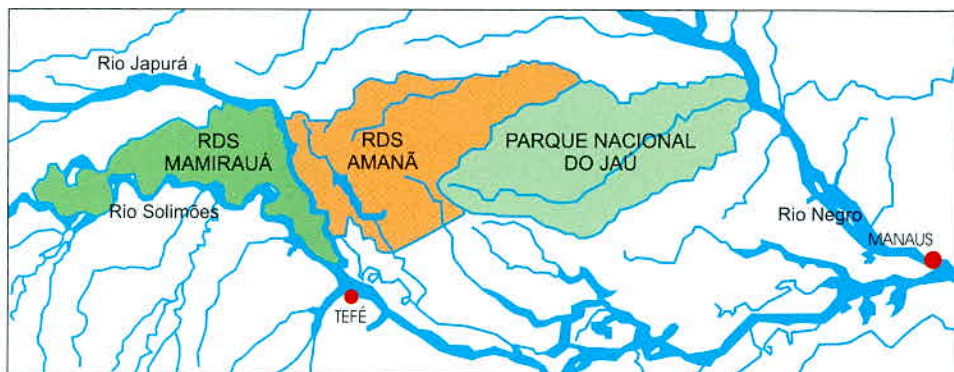 Rio Japurá
RDS
MAMIRAUÁ
RDS
AMANÃ
PARQUE NACIONAL
DO JAÚ
Rio Solimões
Rio Negro
MANAUS
TEFÉ